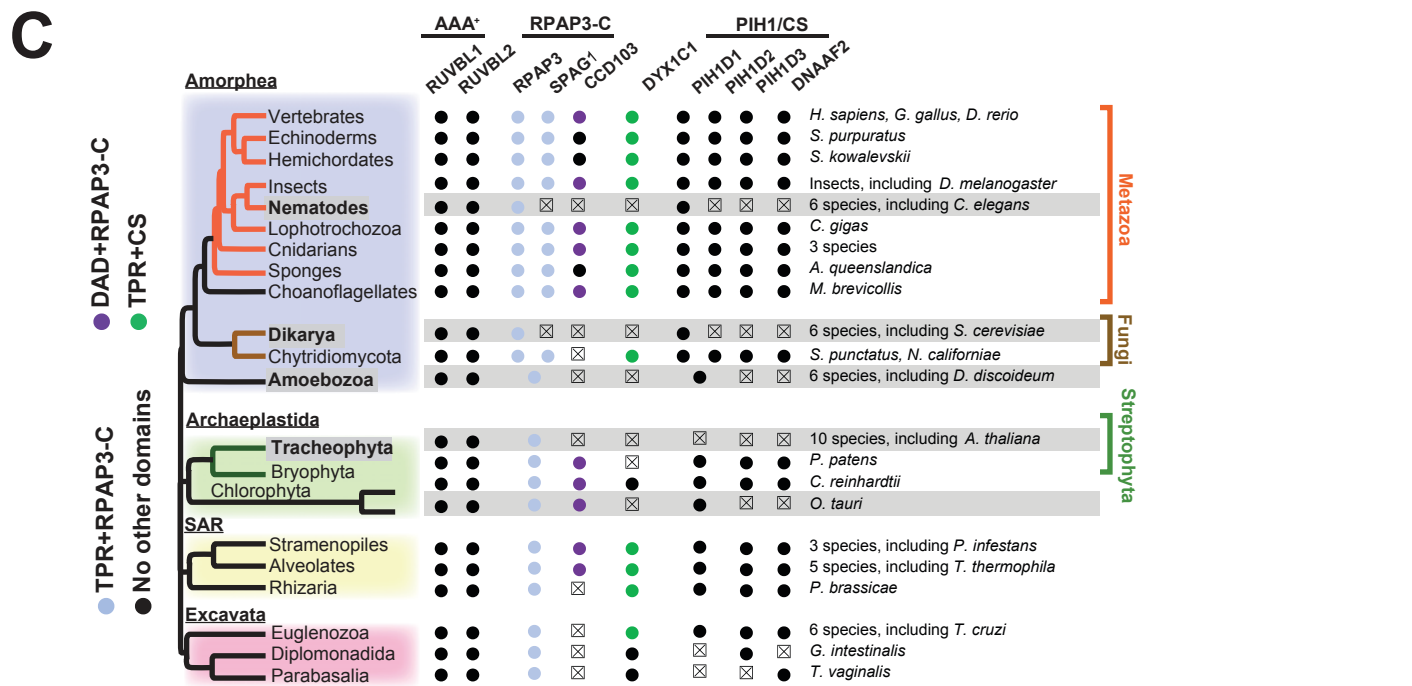 C
AAA+
RPAP3-C
PIH1/CS
RUVBL1
RUVBL2
RPAP3
SPAG1
CCD103
DYX1C1
PIH1D1
PIH1D2
PIH1D3
DNAAF2
DAD+RPAP3-C
TPR+CS
TPR+RPAP3-C
No other domains
Amorphea
Vertebrates H. sapiens, G. gallus, D. rerio
Echinoderms S. purpuratus
Hemichordates S. kowalevskii
Insects Insects, including D. melanogaster
Nematodes 6 species, including C. elegans
Lophotrochozoa C. gigas
Cnidarians 3 species
Sponges A. queenslandica
Choanoflagellates M. brevicollis
Metazoa
Dikarya 6 species, including S. cerevisiae
Chytridiomycota S. punctatus, N. californiae
Fungi
Amoebozoa 6 species, including D. discoideum
Archaeplastida
Tracheophyta 10 species, including A. thaliana
Bryophyta P. patens
Streptophyta
Chlorophyta C. reinhardtii
O. tauri
SAR
Stramenopiles 3 species, including P. infestans
Alveolates 5 species, including T. thermophila
Rhizaria P. brassicae
Excavata
Euglenozoa 6 species, including T. cruzi
Diplomonadida G. intestinalis
Parabasalia T. vaginalis